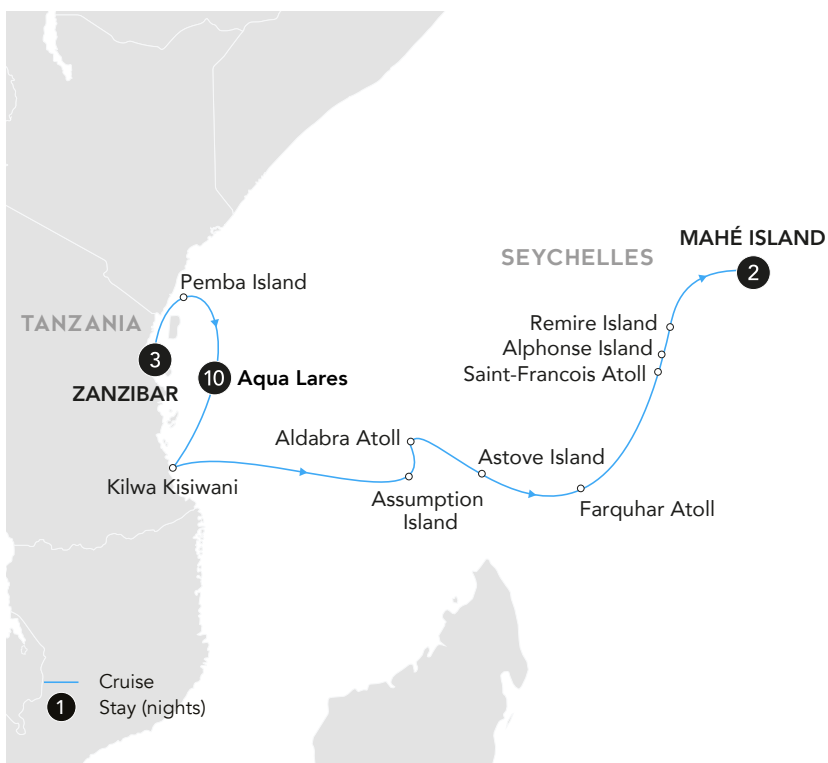 MAHÉ ISLAND
SEYCHELLES
2
Pemba Island
TANZANIA
Remire Island
3
Alphonse Island
10 Aqua Lares
Saint-Francois Atoll
ZANZIBAR
Aldabra Atoll
Astove Island
Kilwa Kisiwani
Assumption
Island
Farquhar Atoll
Cruise
1 Stay (nights)